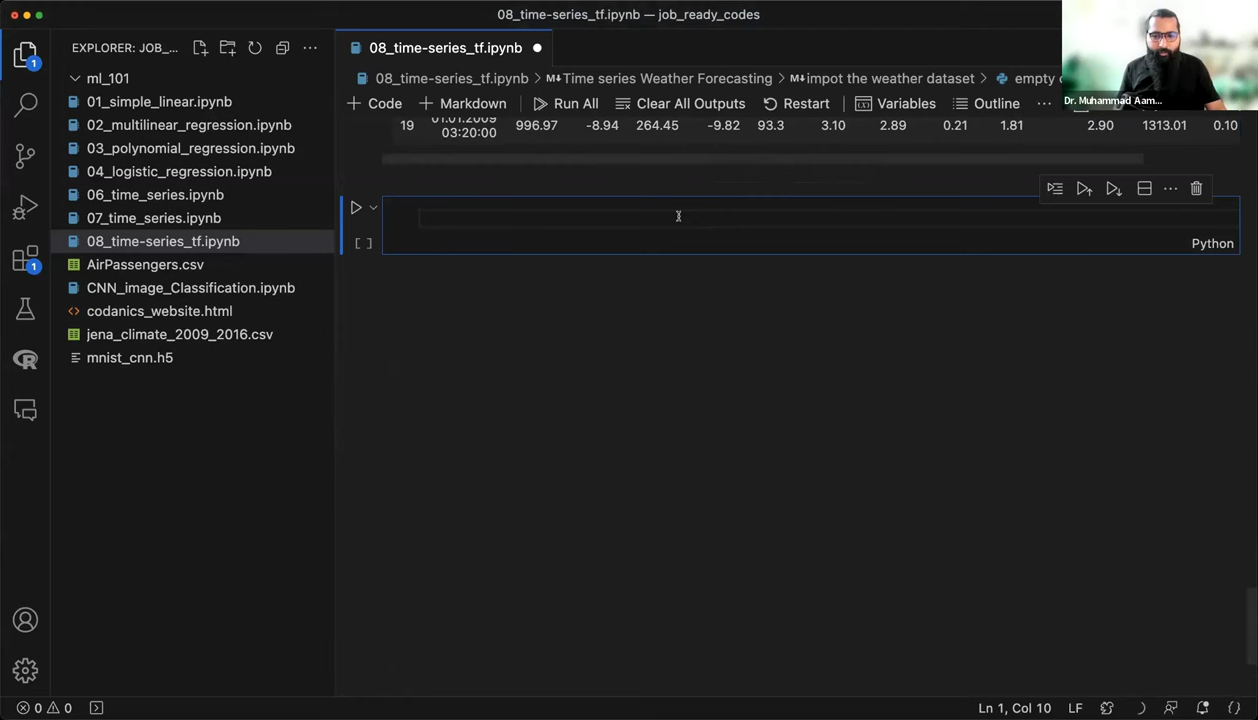 08_time-series_tf.ipynb — job_ready_codes
EXPLORER: JOB_...
08_time-series_tf.ipynb
ml_101
08_time-series_tf.ipynb > Time series Weather Forecasting > impot the weather dataset > empty c
01_simple_linear.ipynb
+ Code + Markdown Run All Clear All Outputs Restart Variables Outline ...
Dr. Muhammad Aam...
02_multilinear_regression.ipynb
19 01.01.2009 03:20:00 996.97 -8.94 264.45 -9.82 93.3 3.10 2.89 0.21 1.81 2.90 1313.01 0.10
03_polynomial_regression.ipynb
04_logistic_regression.ipynb
06_time_series.ipynb
07_time_series.ipynb
08_time-series_tf.ipynb
[ ]
Python
AirPassengers.csv
CNN_image_Classification.ipynb
codanics_website.html
jena_climate_2009_2016.csv
mnist_cnn.h5
1
1
0 0
Ln 1, Col 10 LF